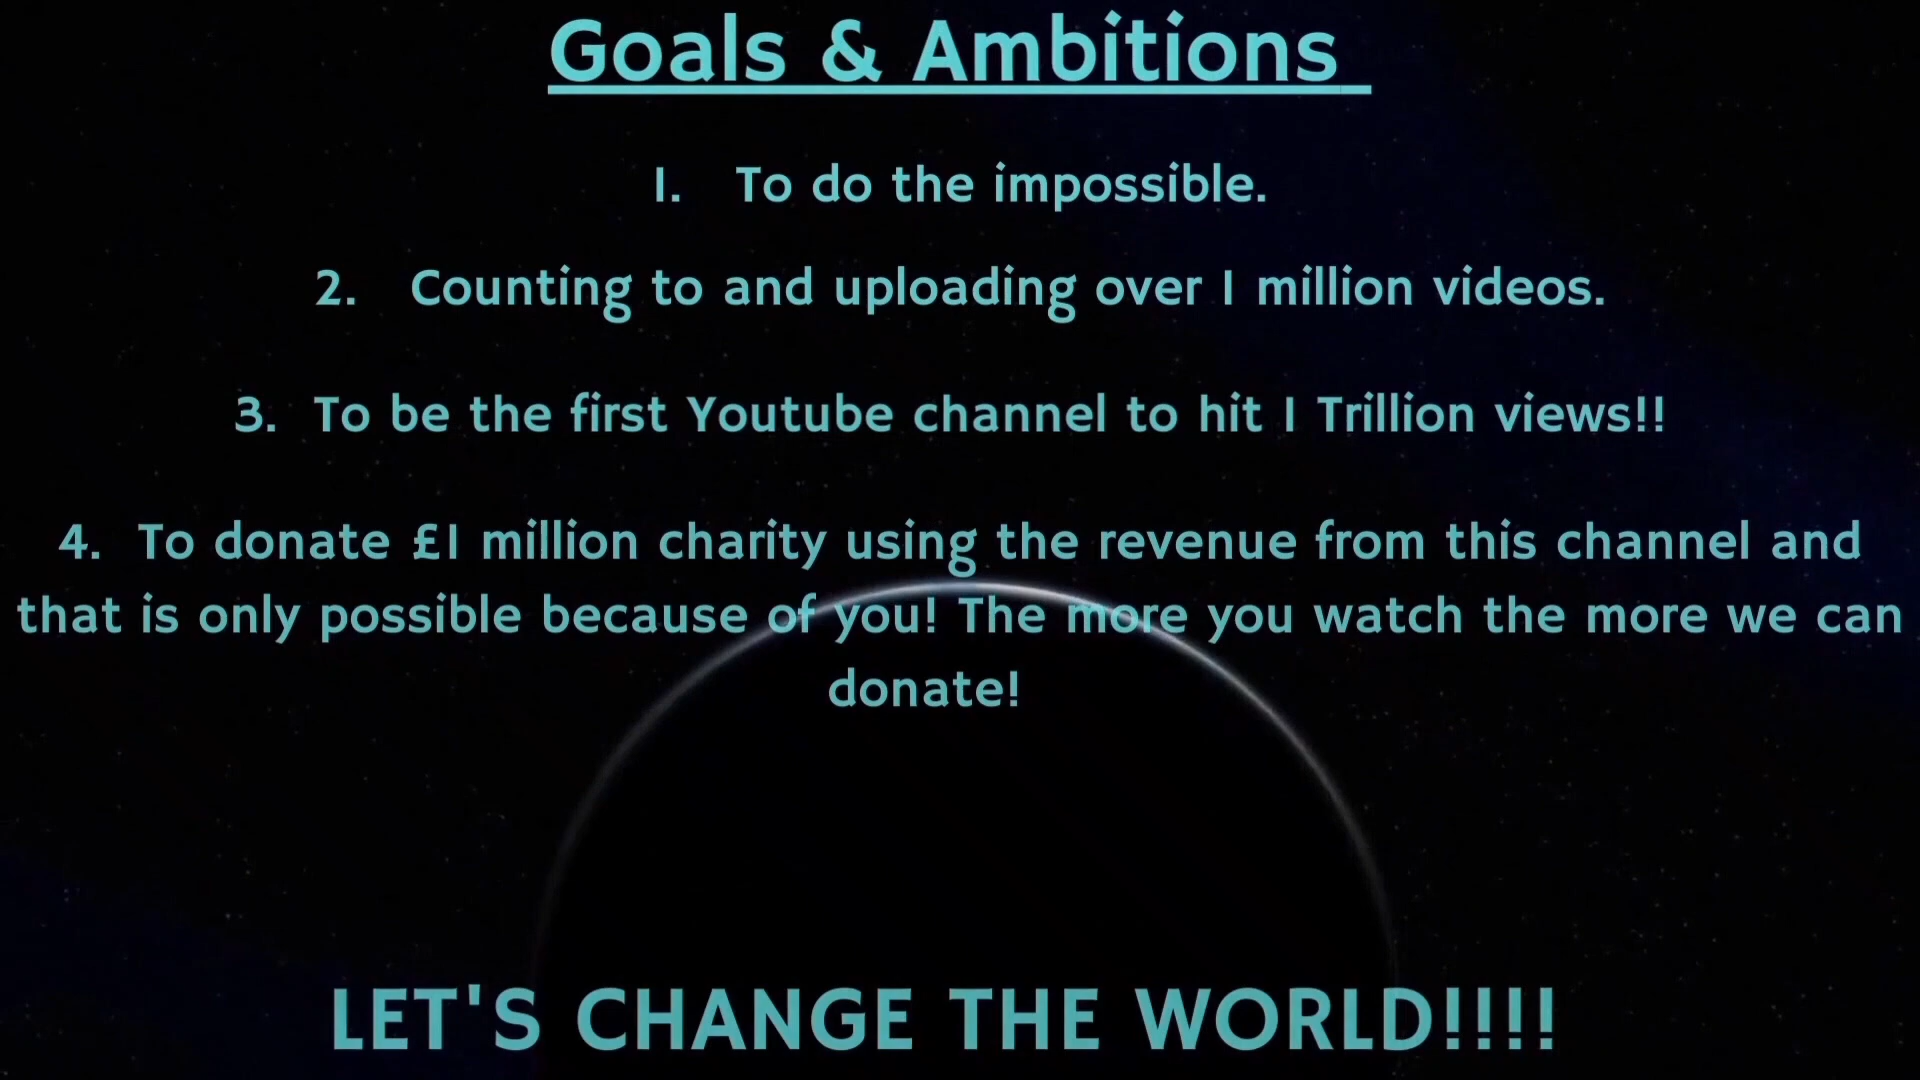 Goals & Ambitions
1. To do the impossible.
2. Counting to and uploading over 1 million videos.
3. To be the first Youtube channel to hit 1 Trillion views!!
4. To donate £1 million charity using the revenue from this channel and
that is only possible because of you! The more you watch the more we can
donate!
LET'S CHANGE THE WORLD!!!!